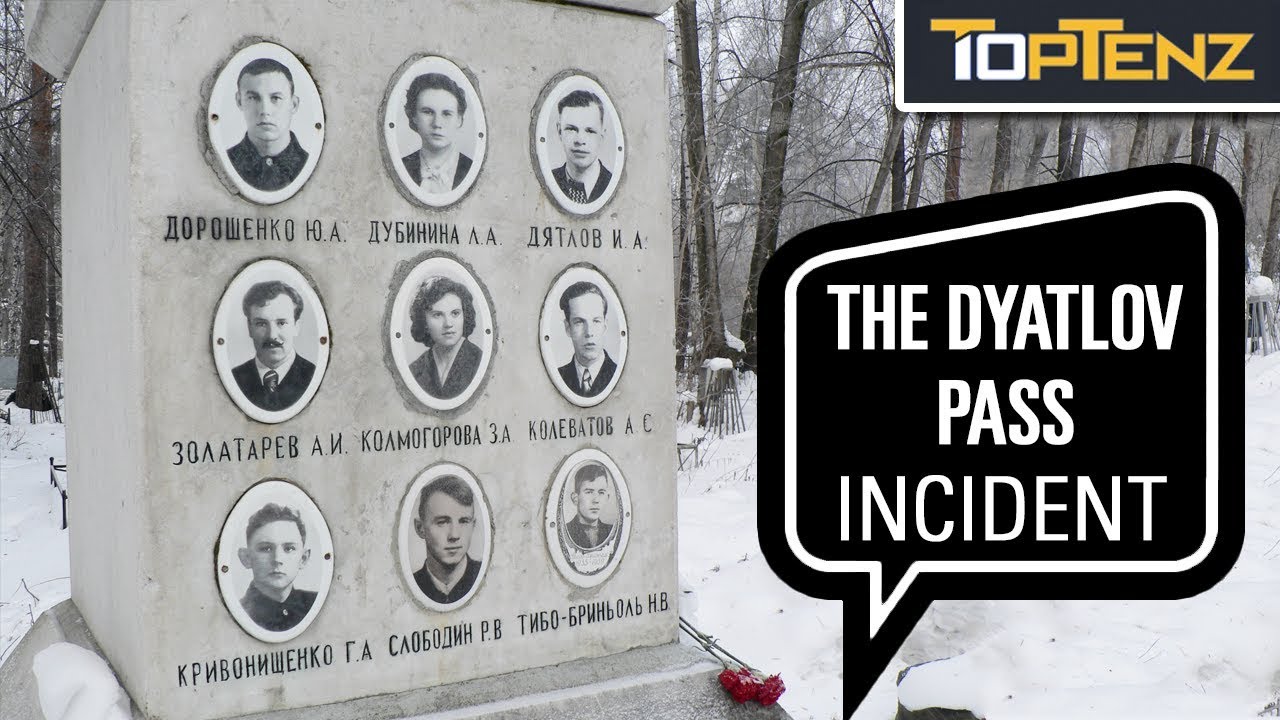 TOPTENZ
ДОРОШЕНКО Ю.А. ДУБИНИНА Л.А. ДЯТЛОВ И.А.
ЗОЛАТАРЕВ А.И. КОЛМОГОРОВА З.А КОЛЕВАТОВ А.С
КРИВОНИЩЕНКО Г.А СЛОБОДИН Р.В ТИБО-БРИНЬОЛЬ Н.В.
THE DYATLOV
PASS
INCIDENT